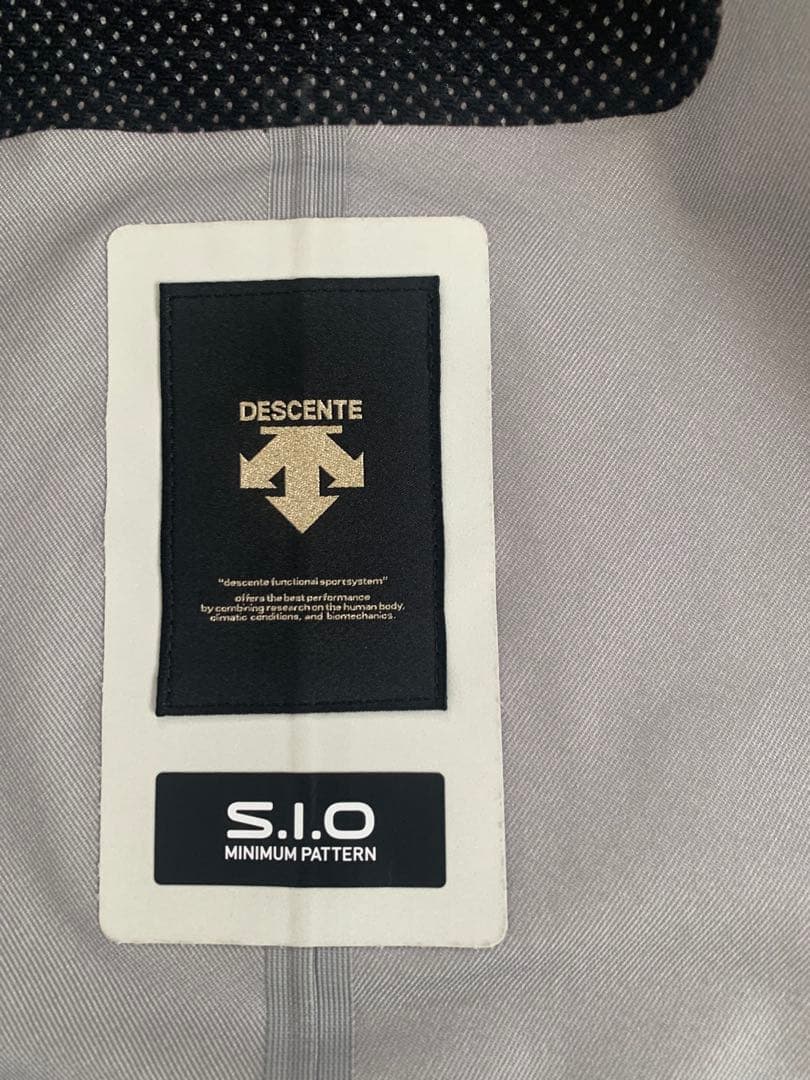 DESCENTE
"descente functional sportsystem"
offers the best performance
by combining research on the human body,
climatic conditions, and biomechanics.
S.I.O
MINIMUM PATTERN